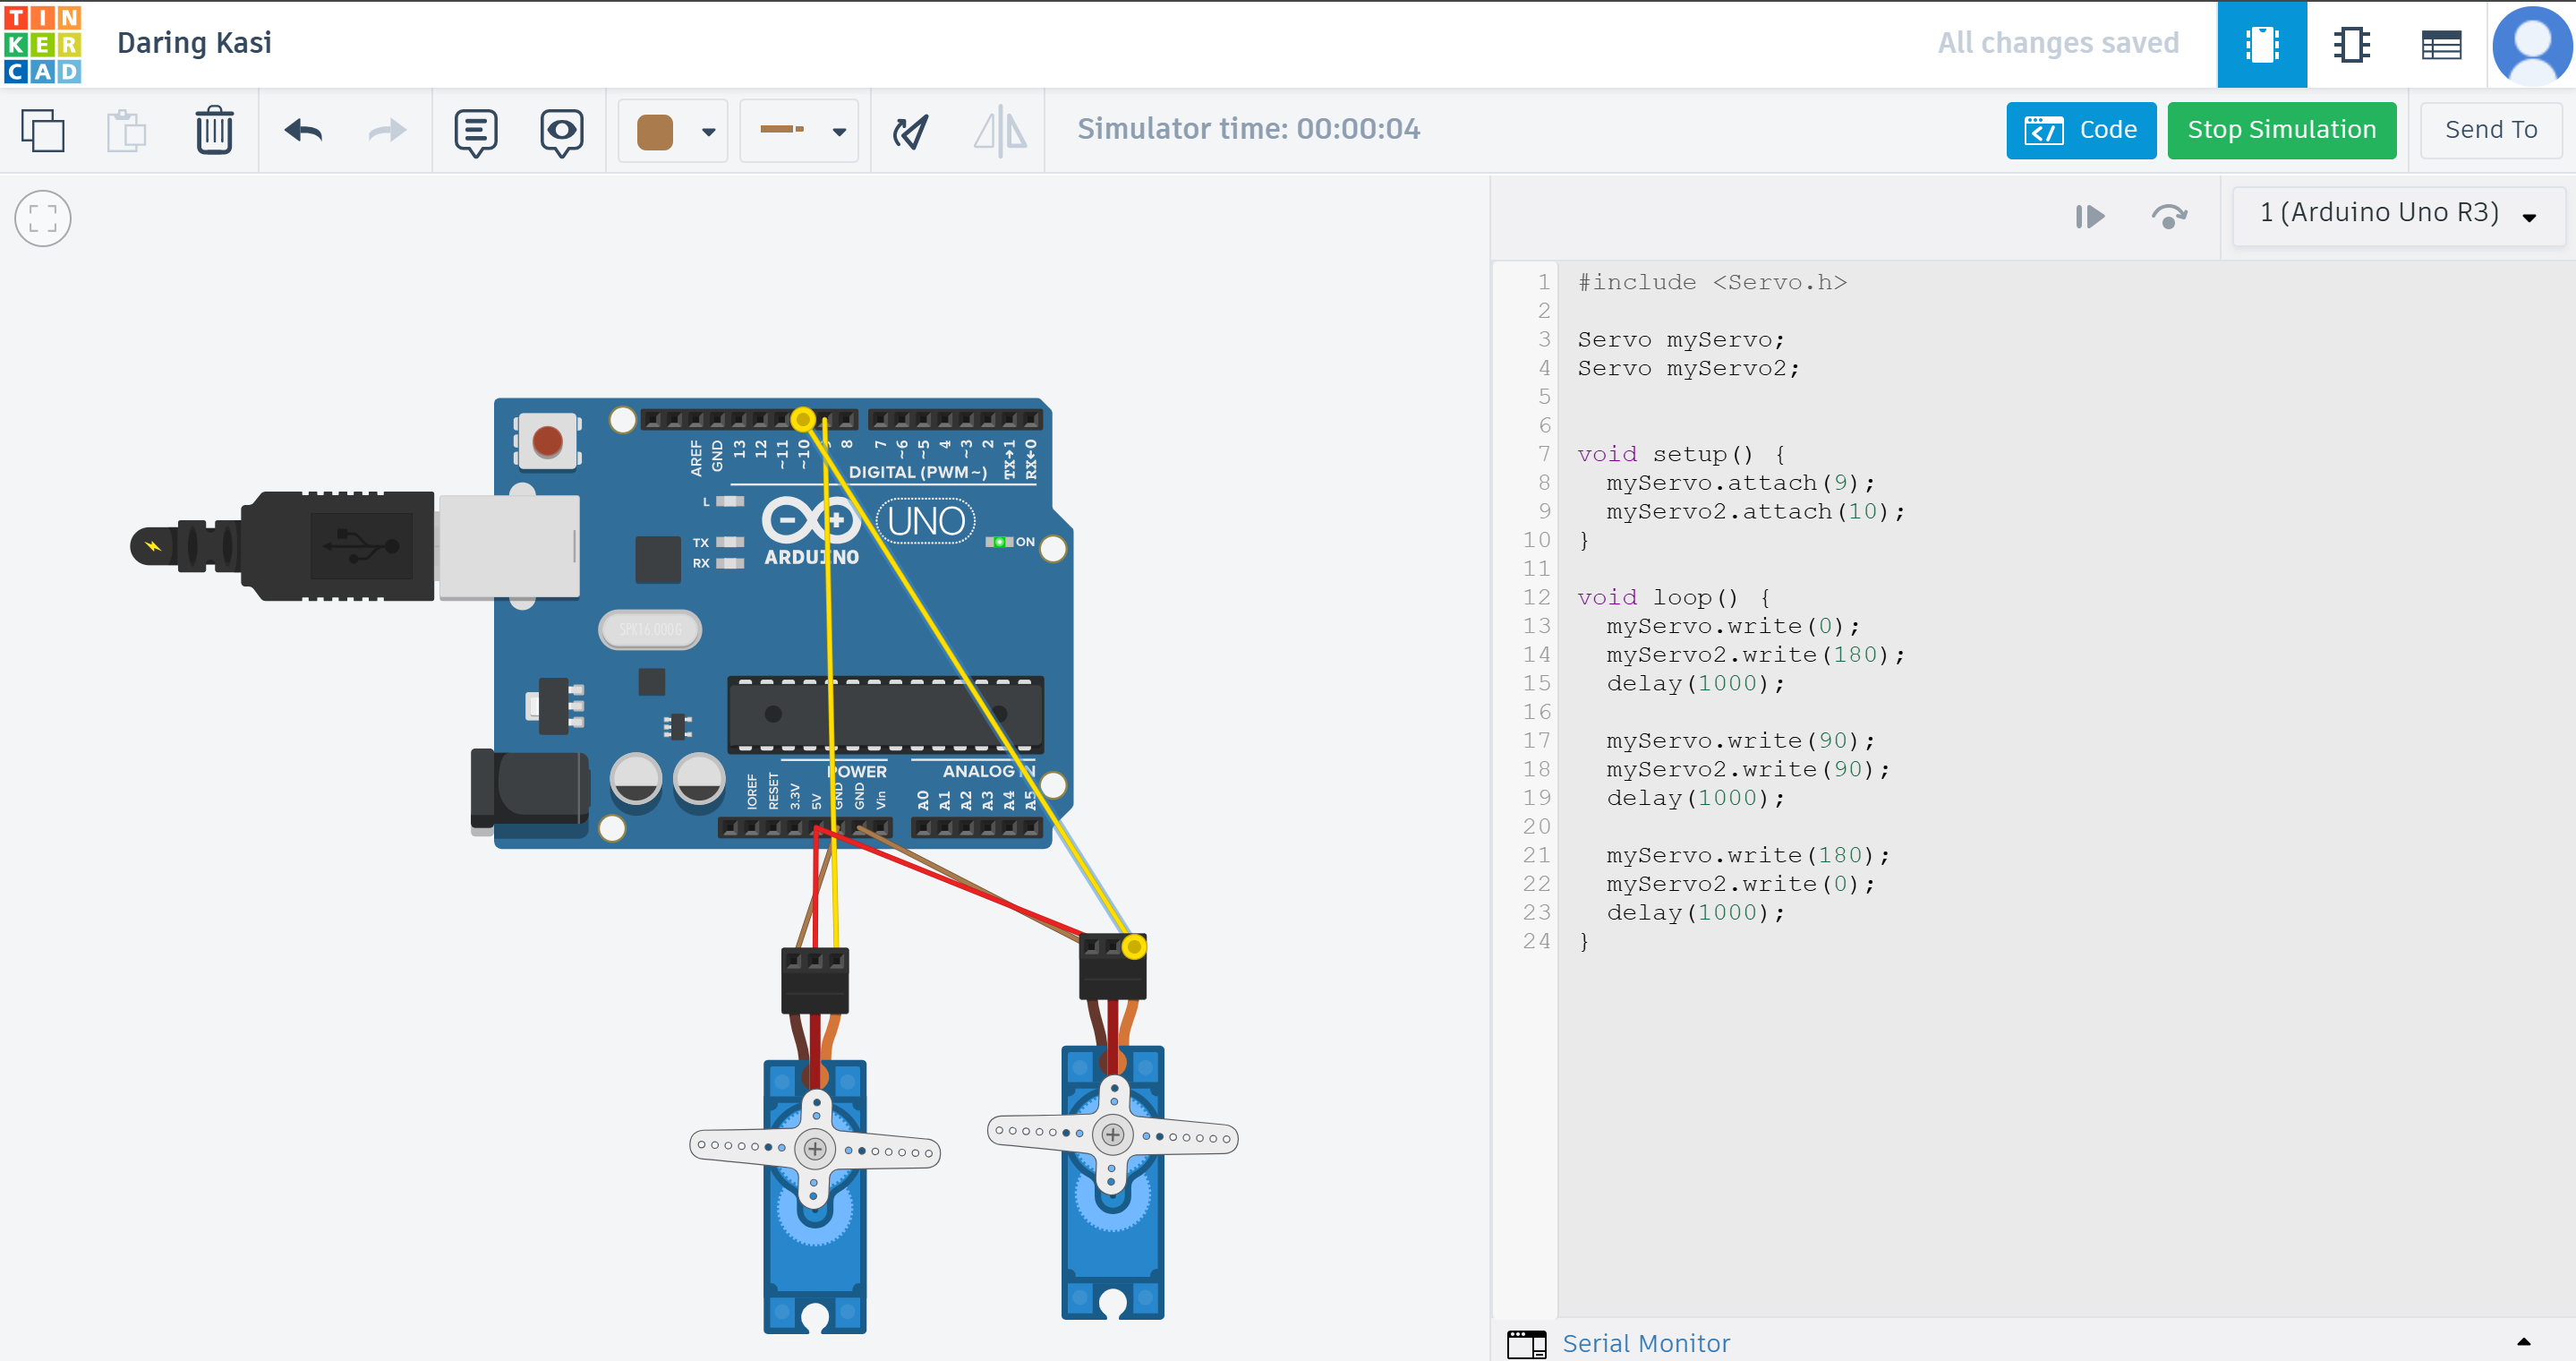 TIN
KER
CAD
Daring Kasi
All changes saved
Simulator time: 00:00:04
Code
Stop Simulation
Send To
1 (Arduino Uno R3)
AREF
GND
13
12
~11
~10
8
7
~6
~5
4
~3
2
TX→1
RX←0
DIGITAL (PWM ~)
L
TX
RX
ARDUINO
UNO
ON
SPK16.000G
POWER
ANALOG IN
IOREF
RESET
3.3V
5V
GND
GND
Vin
A0
A1
A2
A3
A4
A5
1 #include <Servo.h>
2
3 Servo myServo;
4 Servo myServo2;
5
6
7 void setup() {
8 myServo.attach(9);
9 myServo2.attach(10);
10 }
11
12 void loop() {
13 myServo.write(0);
14 myServo2.write(180);
15 delay(1000);
16
17 myServo.write(90);
18 myServo2.write(90);
19 delay(1000);
20
21 myServo.write(180);
22 myServo2.write(0);
23 delay(1000);
24 }
Serial Monitor